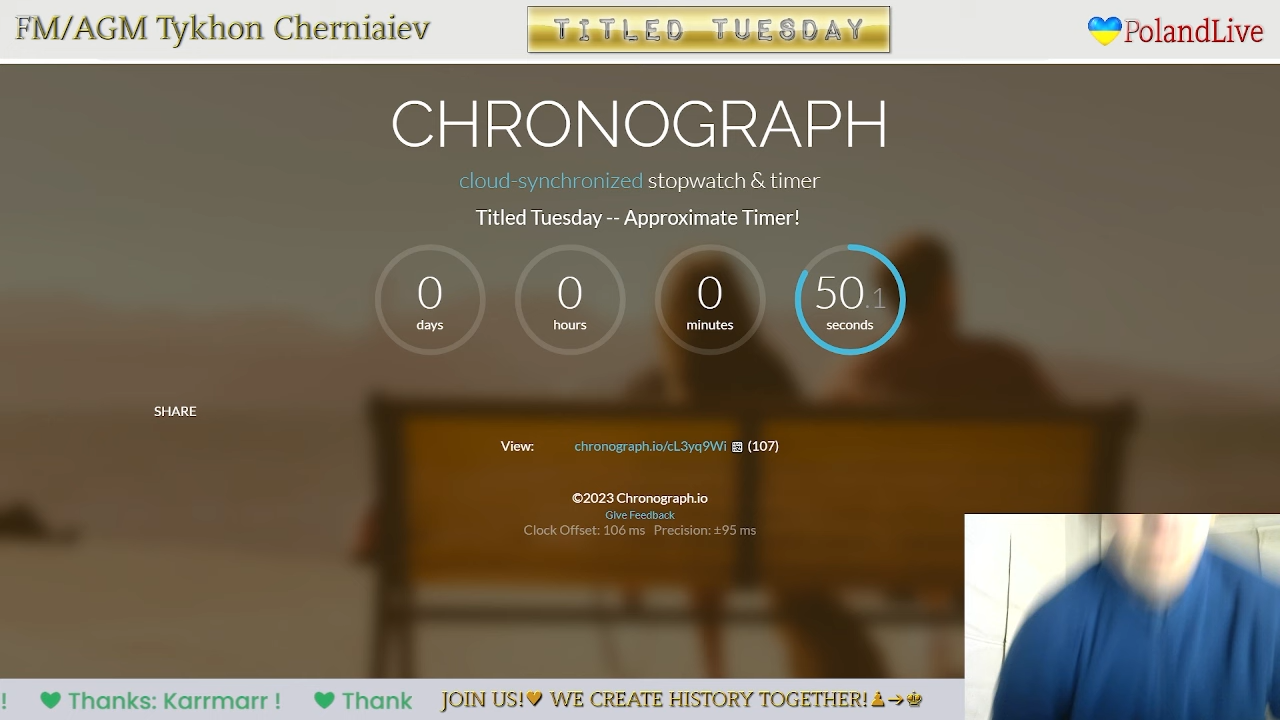 FM/AGM Tykhon Cherniaiev
TITLED TUESDAY
PolandLive
CHRONOGRAPH
cloud-synchronized stopwatch & timer
Titled Tuesday -- Approximate Timer!
0 0 0 50.1
days hours minutes seconds
SHARE
View: chronograph.io/cL3yq9Wi (107)
©2023 Chronograph.io
Give Feedback
Clock Offset: 106 ms Precision: ±95 ms
! 💚 Thanks: Karrmarr ! 💚 Thank
JOIN US!🧡 WE CREATE HISTORY TOGETHER!♟➔♚